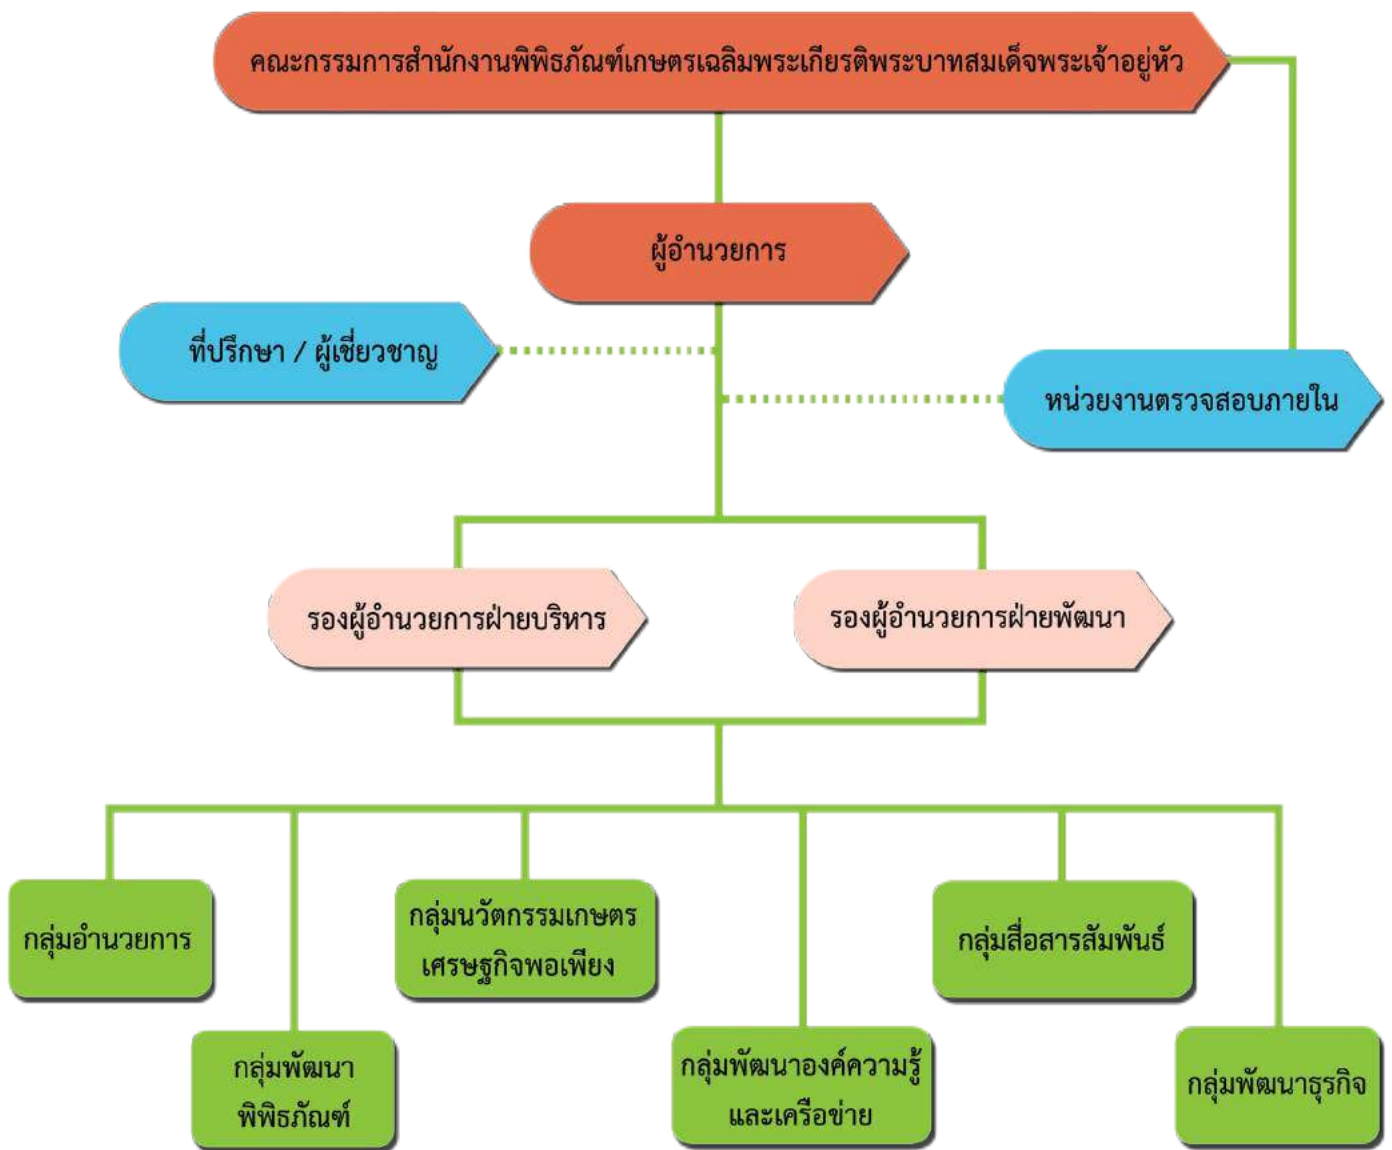 คณะกรรมการสำนักงานพิพิธภัณฑ์เกษตรเฉลิมพระเกียรติพระบาทสมเด็จพระเจ้าอยู่หัว
ผู้อำนวยการ
ที่ปรึกษา / ผู้เชี่ยวชาญ
หน่วยงานตรวจสอบภายใน
รองผู้อำนวยการฝ่ายบริหาร
รองผู้อำนวยการฝ่ายพัฒนา
กลุ่มอำนวยการ
กลุ่มนวัตกรรมเกษตร
เศรษฐกิจพอเพียง
กลุ่มสื่อสารสัมพันธ์
กลุ่มพัฒนา
พิพิธภัณฑ์
กลุ่มพัฒนาองค์ความรู้
และเครือข่าย
กลุ่มพัฒนาธุรกิจ